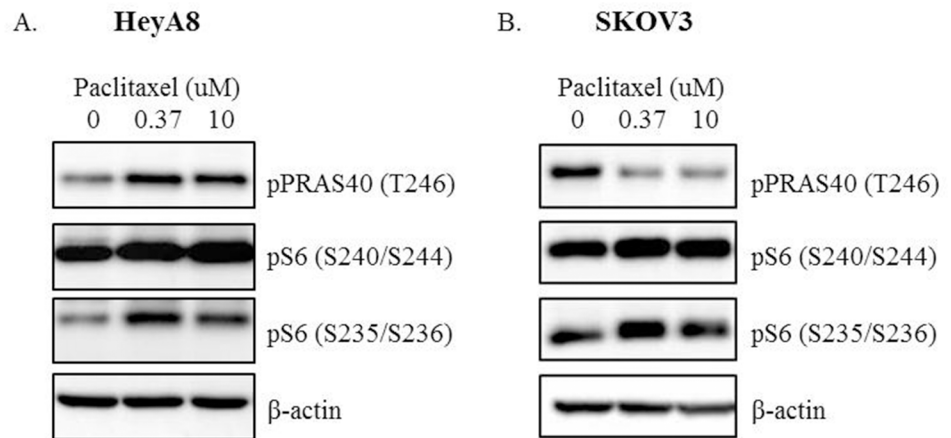 A. HeyA8
Paclitaxel (uM)
0 0.37 10
pPRAS40 (T246)
pS6 (S240/S244)
pS6 (S235/S236)
β-actin
B. SKOV3
Paclitaxel (uM)
0 0.37 10
pPRAS40 (T246)
pS6 (S240/S244)
pS6 (S235/S236)
β-actin